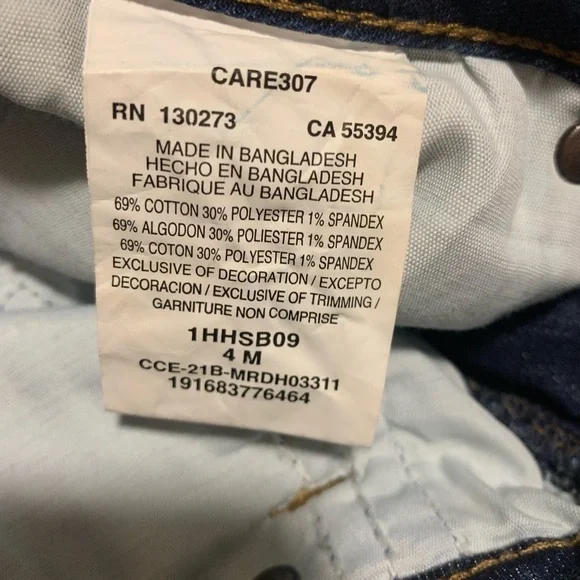 CARE307
RN 130273 CA 55394
MADE IN BANGLADESH
HECHO EN BANGLADESH
FABRIQUE AU BANGLADESH
69% COTTON 30% POLYESTER 1% SPANDEX
69% ALGODON 30% POLIESTER 1% SPANDEX
69% COTON 30% POLYESTER 1% SPANDEX
EXCLUSIVE OF DECORATION / EXCEPTO
DECORACION / EXCLUSIVE OF TRIMMING /
GARNITURE NON COMPRISE
1HHSB09
4 M
CCE-21B-MRDH03311
191683776464